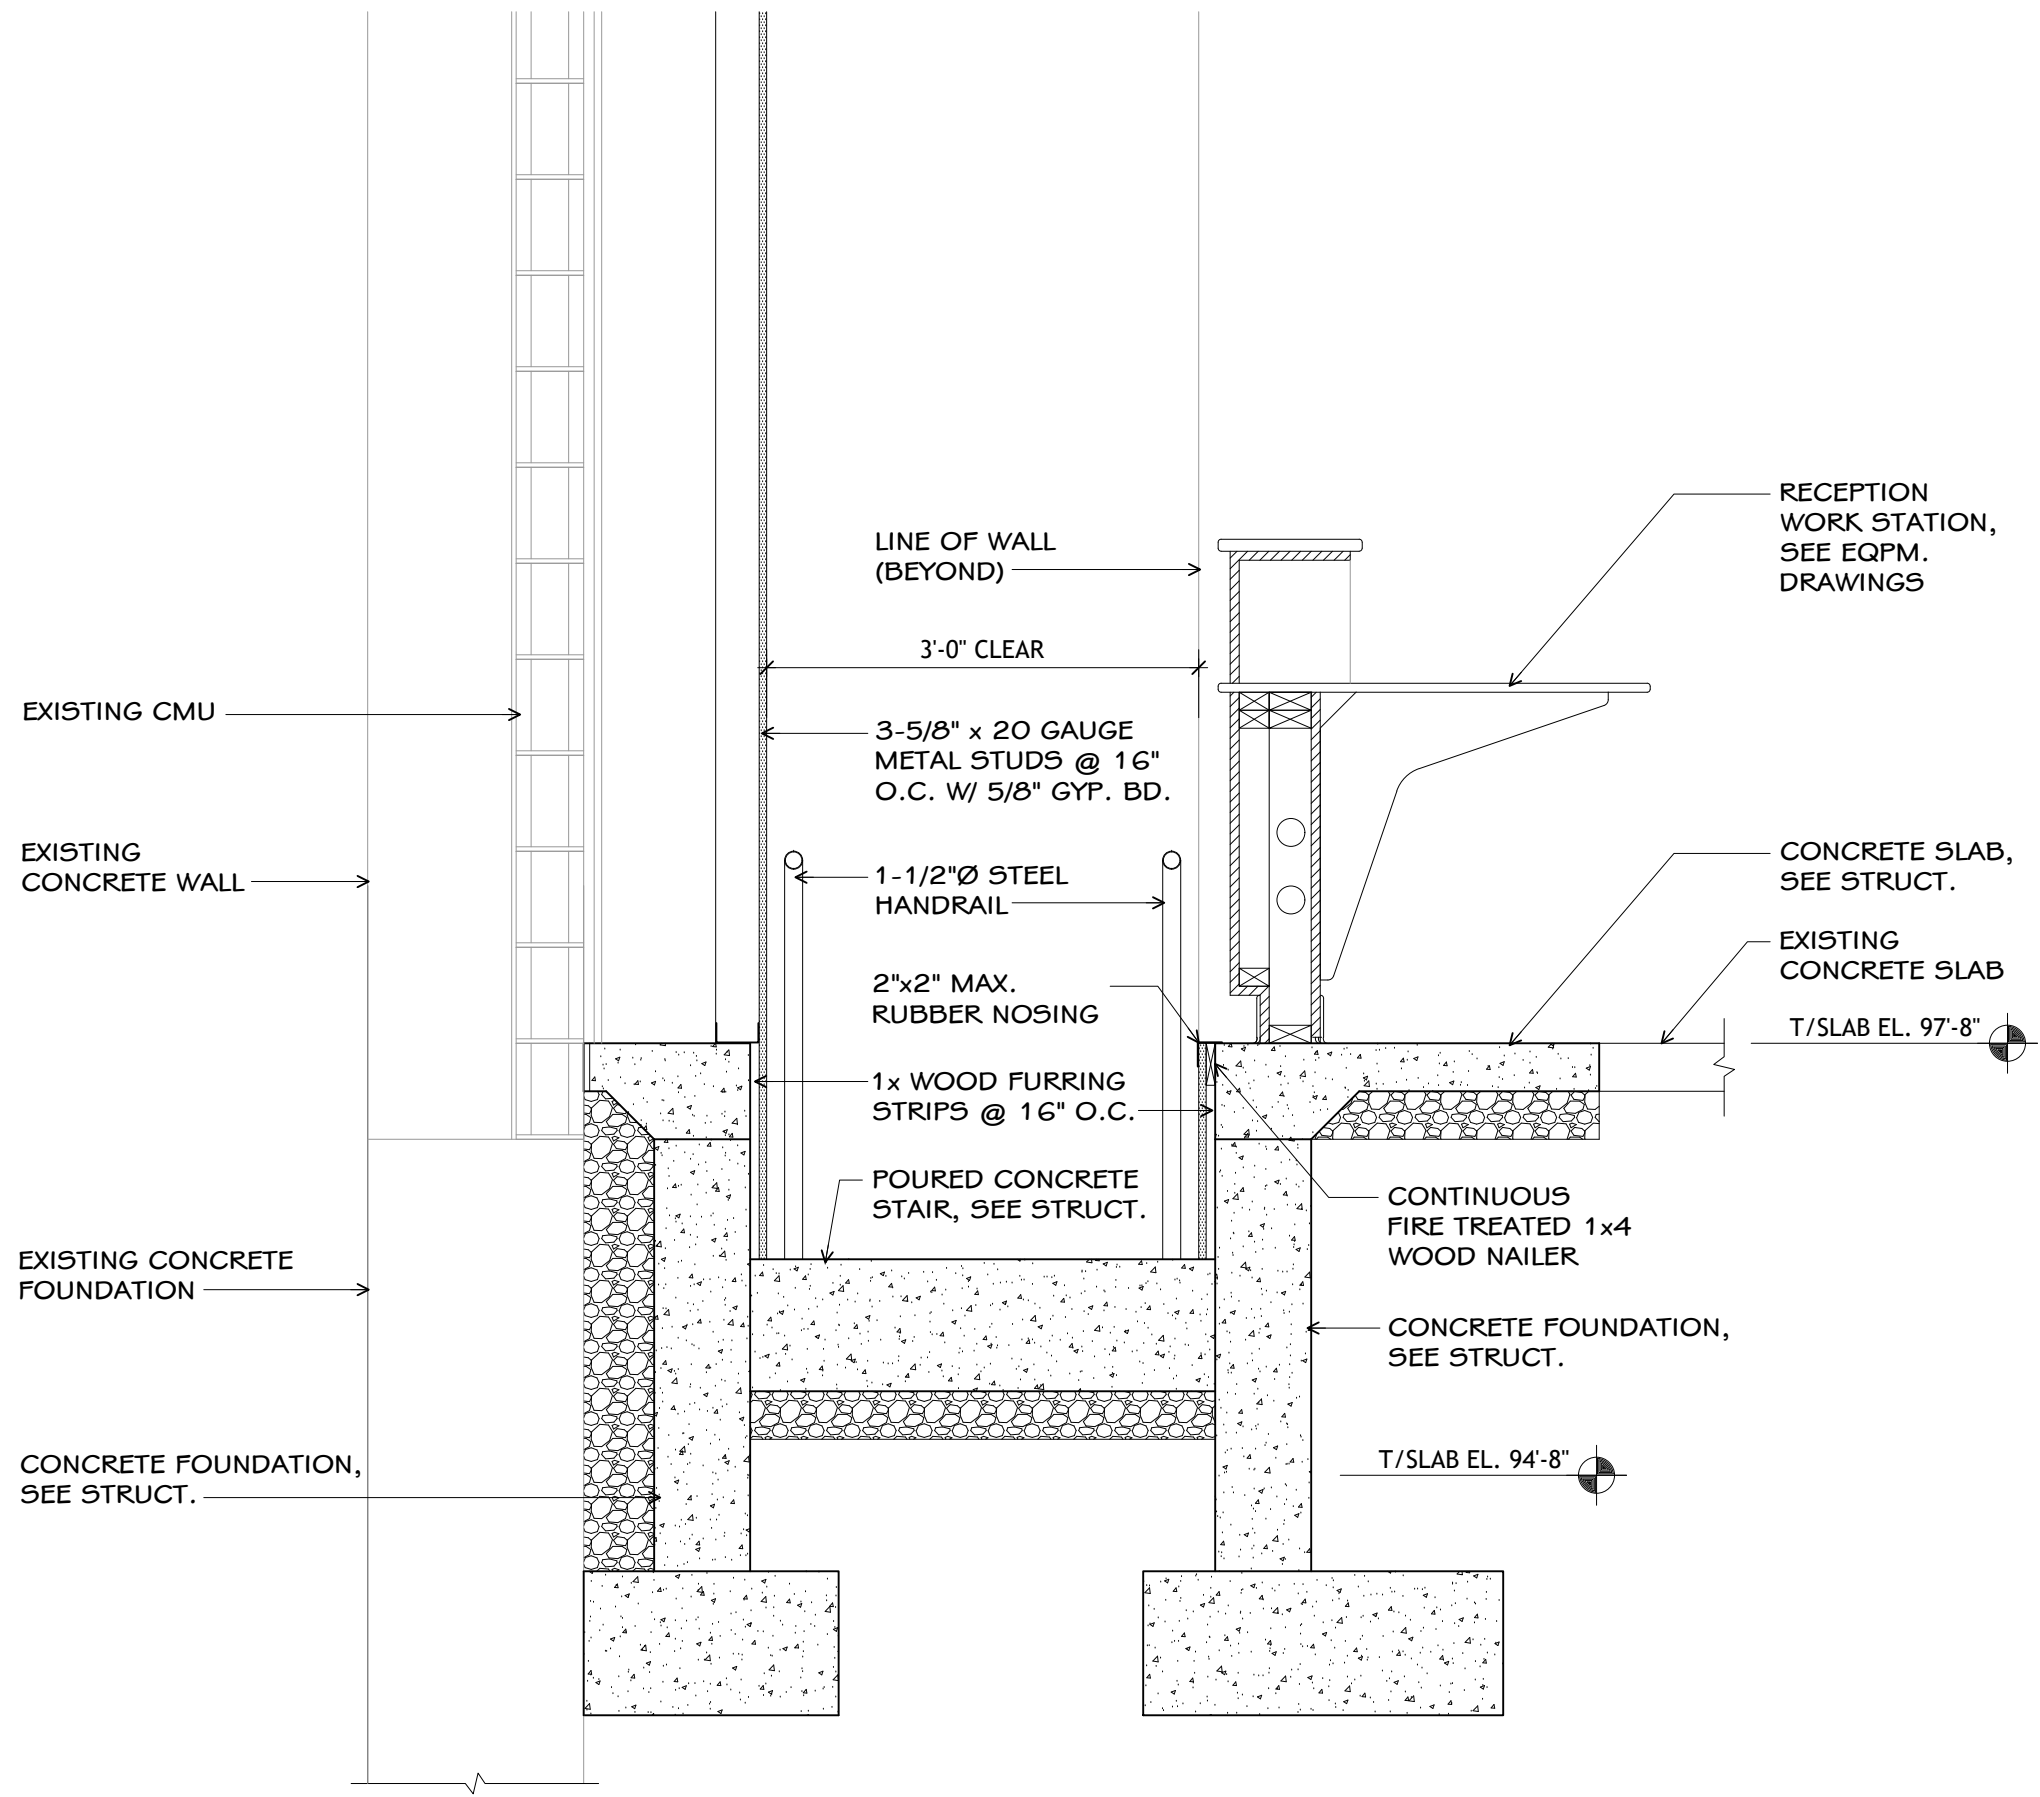 LINE OF WALL
(BEYOND)
3'-0" CLEAR
RECEPTION
WORK STATION,
SEE EQPM.
DRAWINGS
EXISTING CMU
3-5/8" x 20 GAUGE
METAL STUDS @ 16"
O.C. W/ 5/8" GYP. BD.
EXISTING
CONCRETE WALL
1-1/2"Ø STEEL
HANDRAIL
CONCRETE SLAB,
SEE STRUCT.
EXISTING
CONCRETE SLAB
2"x2" MAX.
RUBBER NOSING
T/SLAB EL. 97'-8"
1x WOOD FURRING
STRIPS @ 16" O.C.
POURED CONCRETE
STAIR, SEE STRUCT.
CONTINUOUS
FIRE TREATED 1x4
WOOD NAILER
EXISTING CONCRETE
FOUNDATION
CONCRETE FOUNDATION,
SEE STRUCT.
T/SLAB EL. 94'-8"
CONCRETE FOUNDATION,
SEE STRUCT.